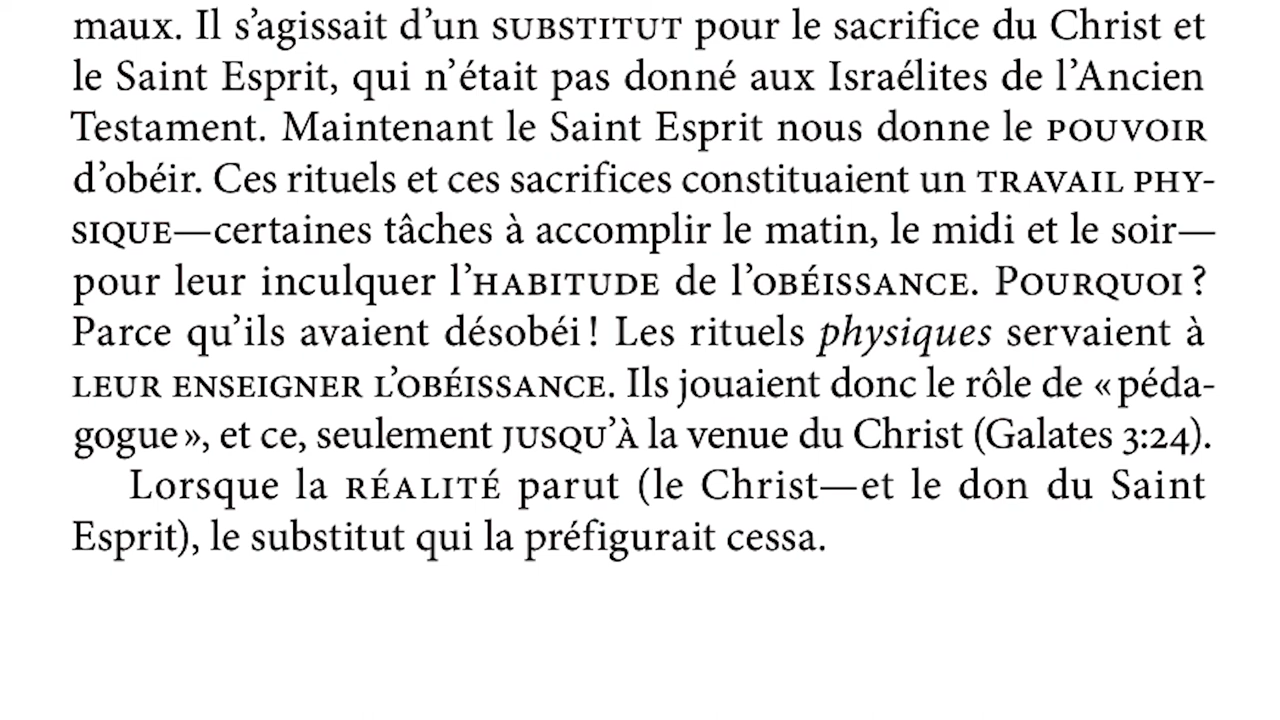 maux. Il s’agissait d’un SUBSTITUT pour le sacrifice du Christ et
le Saint Esprit, qui n’était pas donné aux Israélites de l’Ancien
Testament. Maintenant le Saint Esprit nous donne le POUVOIR
d’obéir. Ces rituels et ces sacrifices constituaient un TRAVAIL PHY-
SIQUE—certaines tâches à accomplir le matin, le midi et le soir—
pour leur inculquer l’HABITUDE de l’OBÉISSANCE. POURQUOI ?
Parce qu’ils avaient désobéi ! Les rituels physiques servaient à
LEUR ENSEIGNER L’OBÉISSANCE. Ils jouaient donc le rôle de « péda-
gogue », et ce, seulement JUSQU’À la venue du Christ (Galates 3:24).
Lorsque la RÉALITÉ parut (le Christ—et le don du Saint
Esprit), le substitut qui la préfigurait cessa.